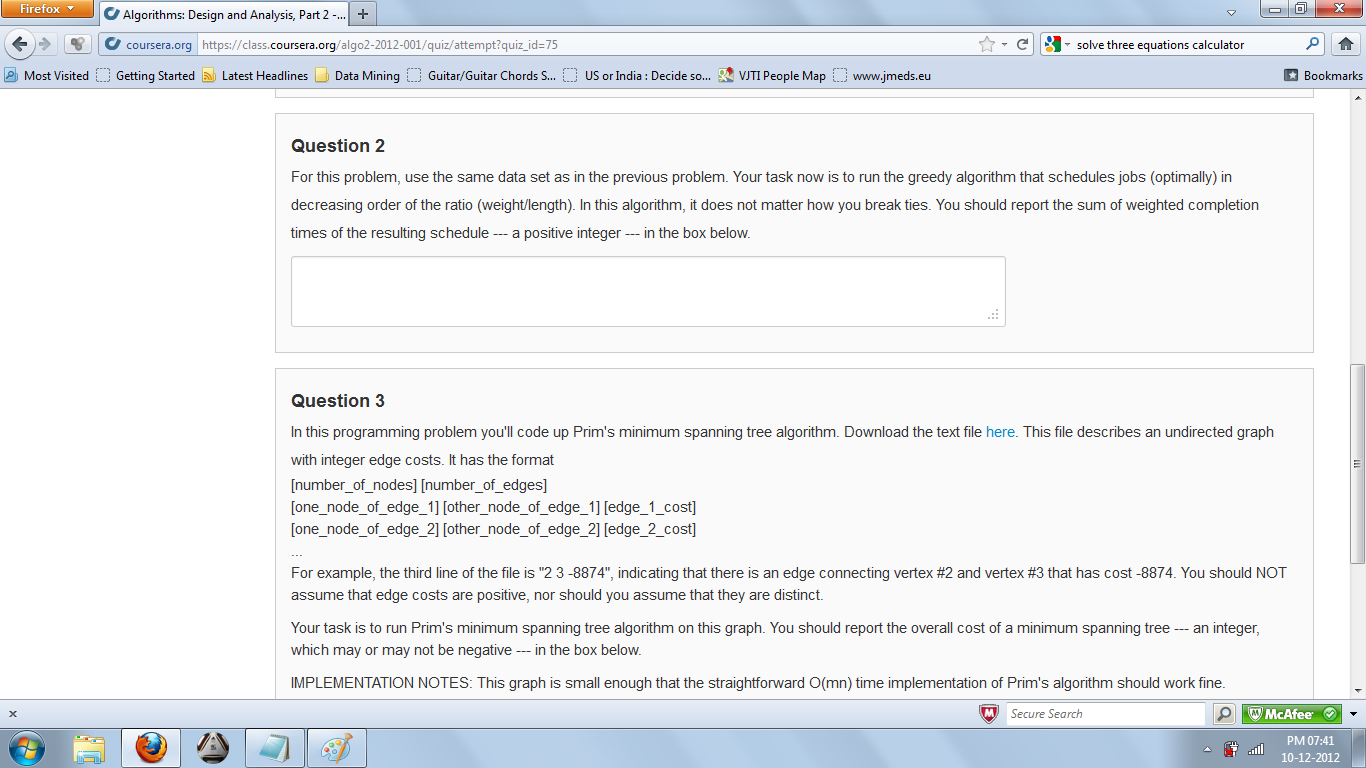 Firefox
Algorithms: Design and Analysis, Part 2 -...
coursera.org
https://class.coursera.org/algo2-2012-001/quiz/attempt?quiz_id=75
solve three equations calculator
Most Visited
Getting Started
Latest Headlines
Data Mining
Guitar/Guitar Chords S...
US or India : Decide so...
VJTI People Map
www.jmeds.eu
Bookmarks
Question 2
For this problem, use the same data set as in the previous problem. Your task now is to run the greedy algorithm that schedules jobs (optimally) in
decreasing order of the ratio (weight/length). In this algorithm, it does not matter how you break ties. You should report the sum of weighted completion
times of the resulting schedule --- a positive integer --- in the box below.
Question 3
In this programming problem you'll code up Prim's minimum spanning tree algorithm. Download the text file here. This file describes an undirected graph
with integer edge costs. It has the format
[number_of_nodes] [number_of_edges]
[one_node_of_edge_1] [other_node_of_edge_1] [edge_1_cost]
[one_node_of_edge_2] [other_node_of_edge_2] [edge_2_cost]
...
For example, the third line of the file is "2 3 -8874", indicating that there is an edge connecting vertex #2 and vertex #3 that has cost -8874. You should NOT
assume that edge costs are positive, nor should you assume that they are distinct.
Your task is to run Prim's minimum spanning tree algorithm on this graph. You should report the overall cost of a minimum spanning tree --- an integer,
which may or may not be negative --- in the box below.
IMPLEMENTATION NOTES: This graph is small enough that the straightforward O(mn) time implementation of Prim's algorithm should work fine.
x
Secure Search
McAfee
PM 07:41
10-12-2012